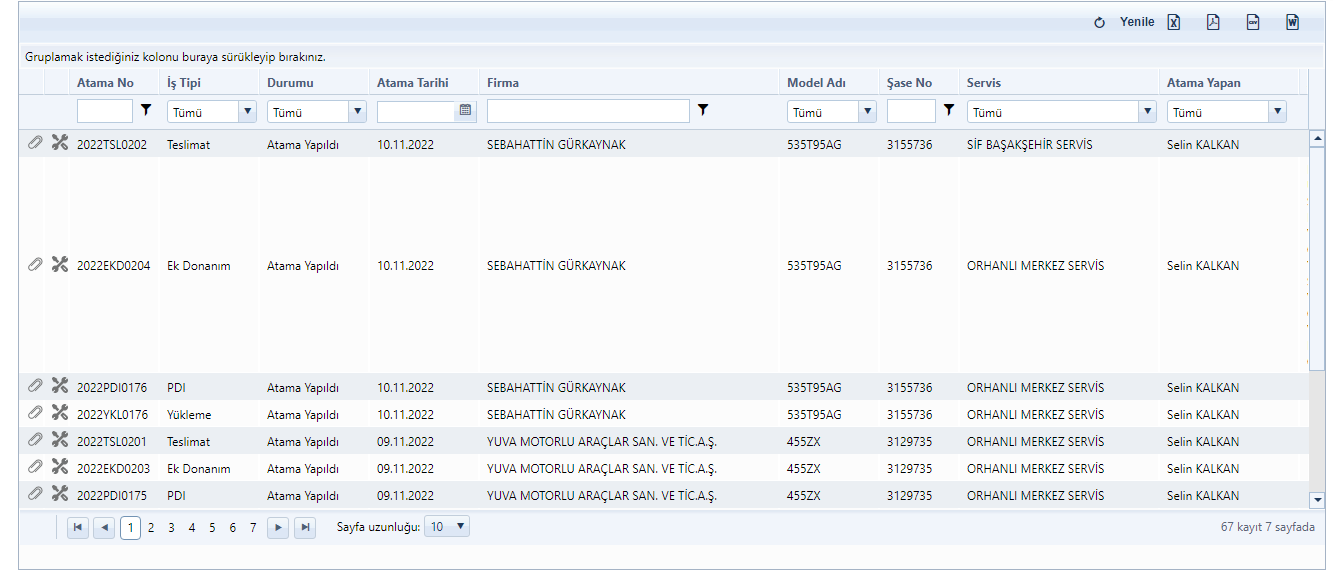 Yenile
Gruplamak istediğiniz kolonu buraya sürükleyip bırakınız.
Atama No İş Tipi Durumu Atama Tarihi Firma Model Adı Şase No Servis Atama Yapan
Tümü Tümü Tümü Tümü Tümü
2022TSL0202 Teslimat Atama Yapıldı 10.11.2022 SEBAHATTİN GÜRKAYNAK 535T95AG 3155736 SİF BAŞAKŞEHİR SERVİS Selin KALKAN
2022EKD0204 Ek Donanım Atama Yapıldı 10.11.2022 SEBAHATTİN GÜRKAYNAK 535T95AG 3155736 ORHANLI MERKEZ SERVİS Selin KALKAN
2022PDI0176 PDI Atama Yapıldı 10.11.2022 SEBAHATTİN GÜRKAYNAK 535T95AG 3155736 ORHANLI MERKEZ SERVİS Selin KALKAN
2022YKL0176 Yükleme Atama Yapıldı 10.11.2022 SEBAHATTİN GÜRKAYNAK 535T95AG 3155736 ORHANLI MERKEZ SERVİS Selin KALKAN
2022TSL0201 Teslimat Atama Yapıldı 09.11.2022 YUVA MOTORLU ARAÇLAR SAN. VE TİC.A.Ş. 455ZX 3129735 ORHANLI MERKEZ SERVİS Selin KALKAN
2022EKD0203 Ek Donanım Atama Yapıldı 09.11.2022 YUVA MOTORLU ARAÇLAR SAN. VE TİC.A.Ş. 455ZX 3129735 ORHANLI MERKEZ SERVİS Selin KALKAN
2022PDI0175 PDI Atama Yapıldı 09.11.2022 YUVA MOTORLU ARAÇLAR SAN. VE TİC.A.Ş. 455ZX 3129735 ORHANLI MERKEZ SERVİS Selin KALKAN
1 2 3 4 5 6 7 Sayfa uzunluğu: 10 67 kayıt 7 sayfada